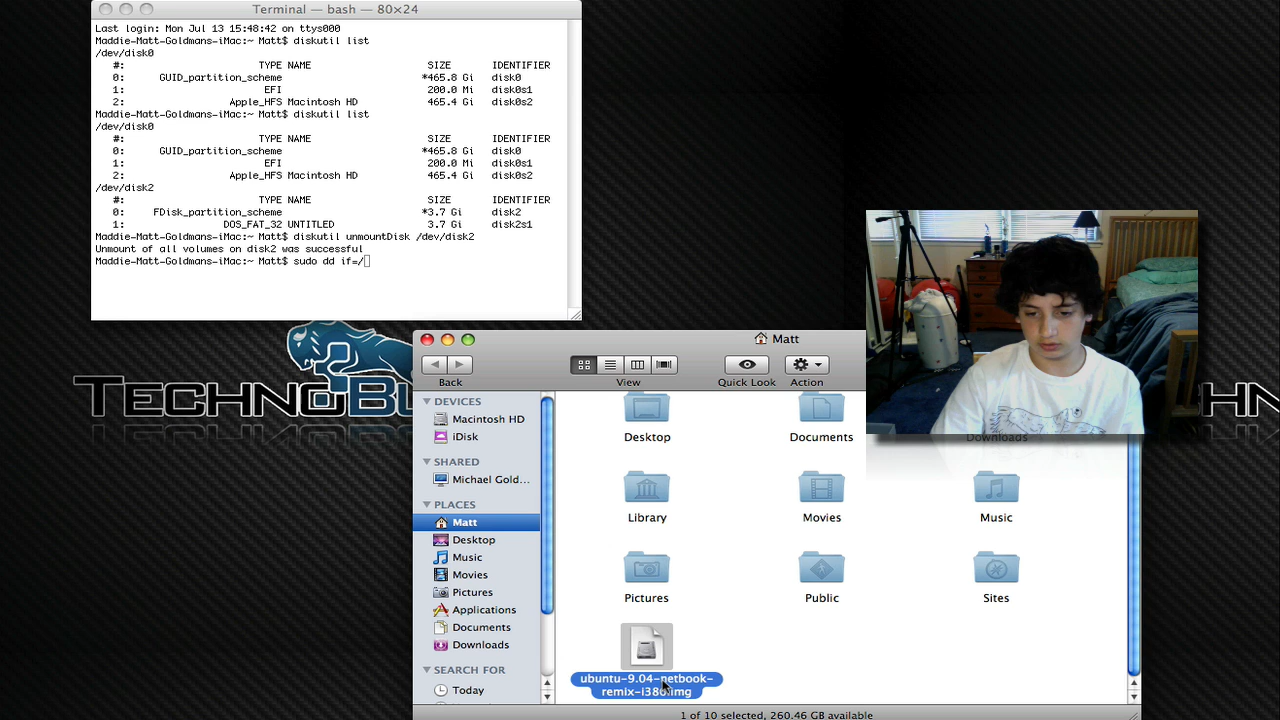 Terminal — bash — 80×24
Last login: Mon Jul 13 15:48:42 on ttys000
Maddie-Matt-Goldmans-iMac:~ Matt$ diskutil list
/dev/disk0
#: TYPE NAME SIZE IDENTIFIER
0: GUID_partition_scheme *465.8 Gi disk0
1: EFI 200.0 Mi disk0s1
2: Apple_HFS Macintosh HD 465.4 Gi disk0s2
Maddie-Matt-Goldmans-iMac:~ Matt$ diskutil list
/dev/disk0
#: TYPE NAME SIZE IDENTIFIER
0: GUID_partition_scheme *465.8 Gi disk0
1: EFI 200.0 Mi disk0s1
2: Apple_HFS Macintosh HD 465.4 Gi disk0s2
/dev/disk2
#: TYPE NAME SIZE IDENTIFIER
0: FDisk_partition_scheme *3.7 Gi disk2
1: DOS_FAT_32 UNTITLED 3.7 Gi disk2s1
Maddie-Matt-Goldmans-iMac:~ Matt$ diskutil unmountDisk /dev/disk2
Unmount of all volumes on disk2 was successful
Maddie-Matt-Goldmans-iMac:~ Matt$ sudo dd if=/
TECHNOBU
HN
Matt
Back
View
Quick Look
Action
DEVICES
Macintosh HD
iDisk
SHARED
Michael Gold...
PLACES
Matt
Desktop
Music
Movies
Pictures
Applications
Documents
Downloads
SEARCH FOR
Today
Desktop
Documents
Downloads
Library
Movies
Music
Pictures
Public
Sites
ubuntu-9.04-netbook-
remix-i386.img
1 of 10 selected, 260.46 GB available